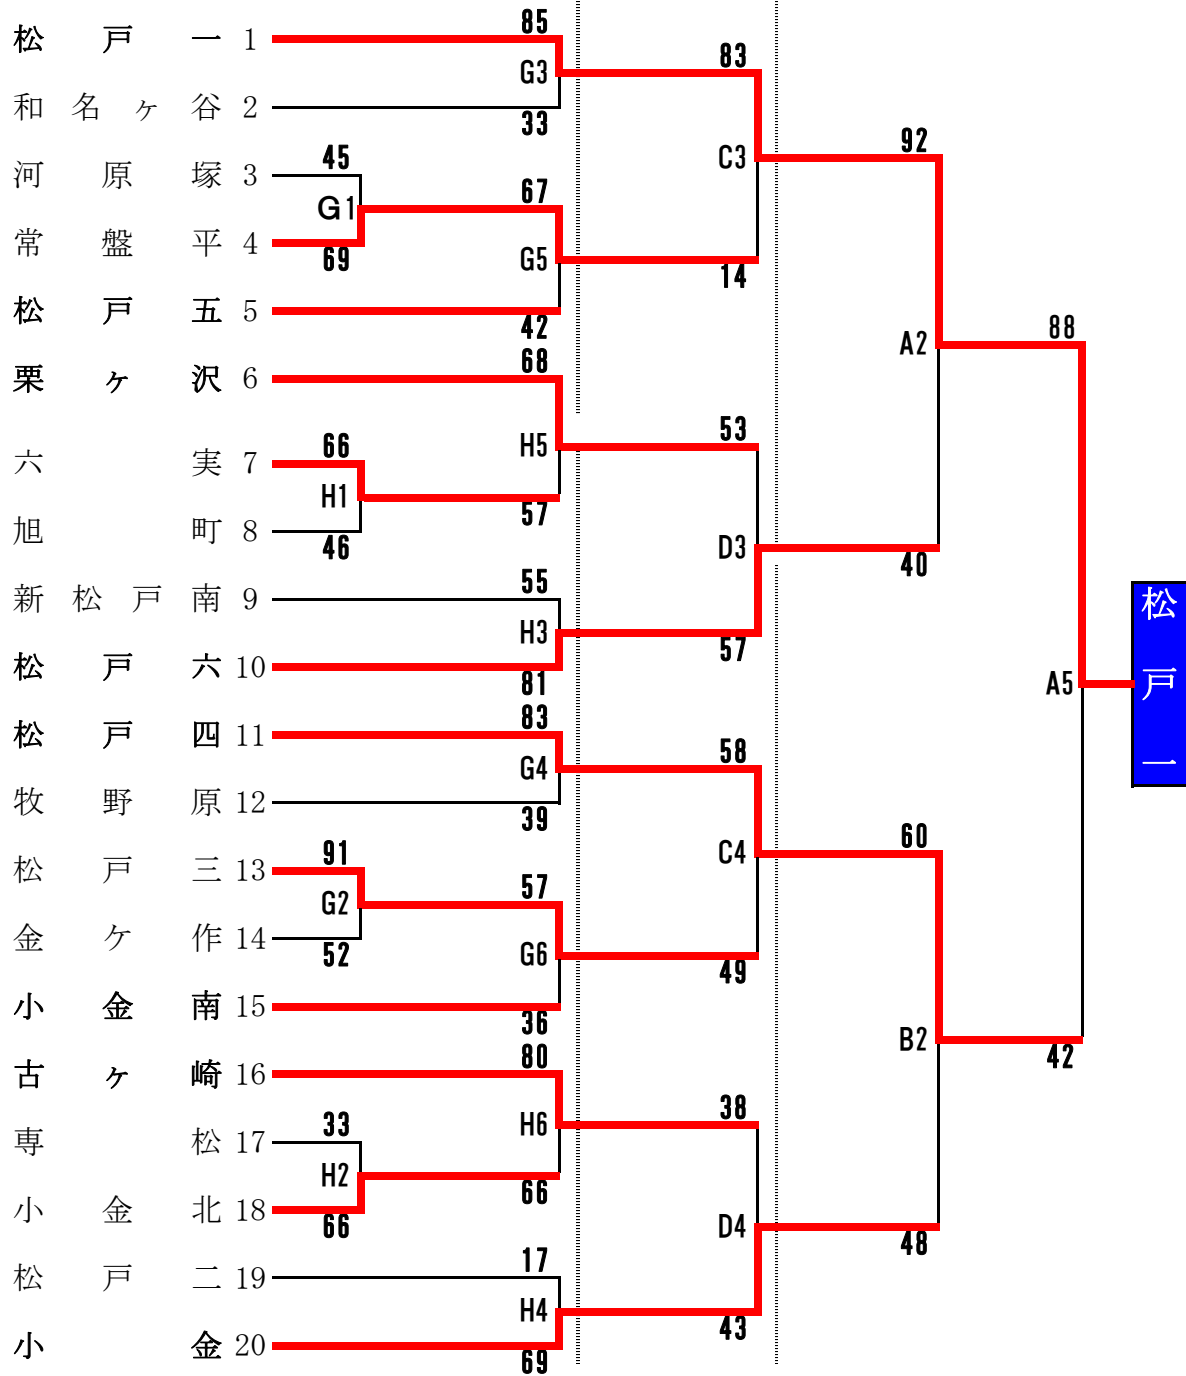 松戸一 1
85
G3
83
和名ヶ谷 2
33
C3
92
河原塚 3
45
G1
67
常盤平 4
69
G5
14
松戸五 5
42
A2
88
栗ヶ沢 6
68
H5
53
六実 7
66
H1
57
旭町 8
46
D3
40
新松戸南 9
55
H3
57
松戸六 10
81
A5
松戸一
松戸四 11
83
G4
58
牧野原 12
39
C4
60
松戸三 13
91
G2
57
金ケ作 14
52
G6
49
小金南 15
36
B2
42
古ヶ崎 16
80
H6
38
専松 17
33
H2
66
小金北 18
66
D4
48
松戸二 19
17
H4
43
小金 20
69